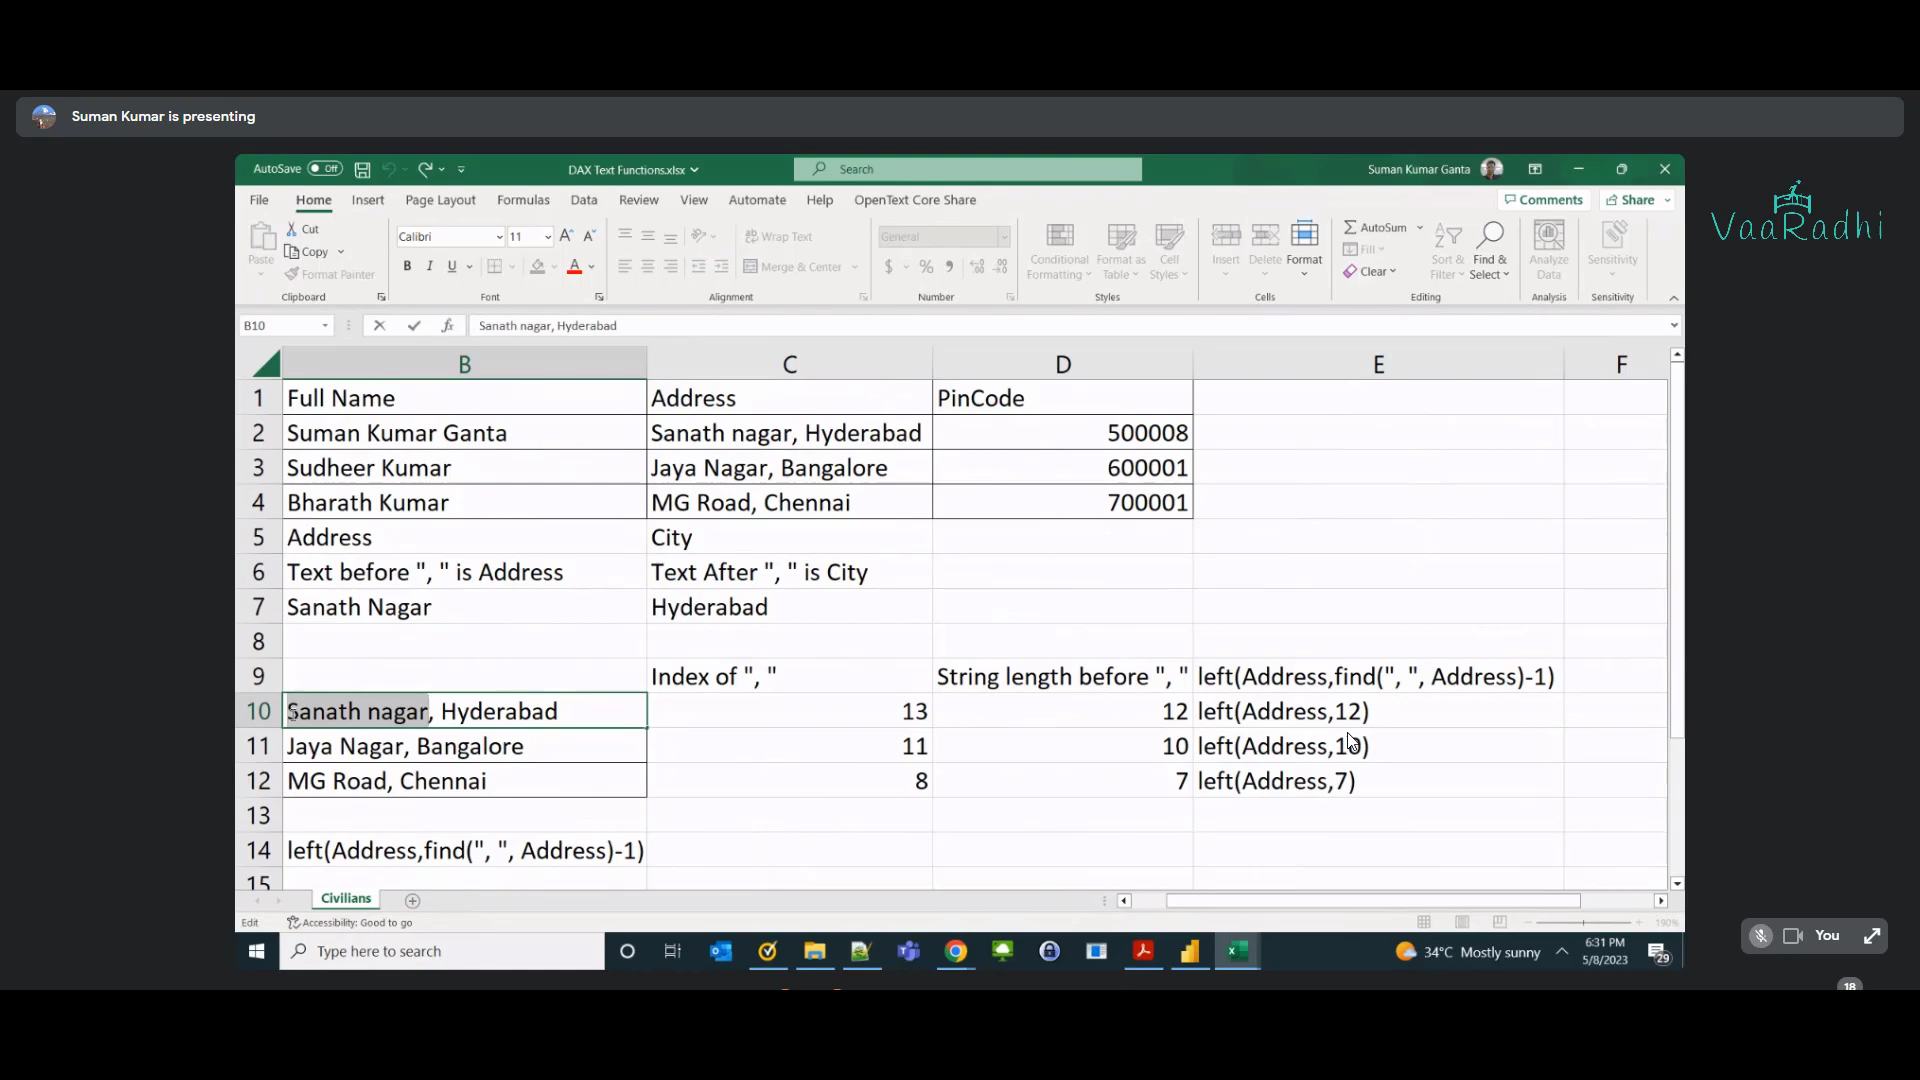 Suman Kumar is presenting
VaaRadhi
AutoSave Off DAX Text Functions.xlsx Search Suman Kumar Ganta
File Home Insert Page Layout Formulas Data Review View Automate Help OpenText Core Share Comments Share
Paste Cut Copy Format Painter
Calibri 11
B I U A
Wrap Text
Merge & Center
General
$ %
Conditional Formatting Format as Table Cell Styles
Insert Delete Format
AutoSum Fill Clear
Sort & Filter Find & Select
Analyze Data
Sensitivity
Clipboard Font Alignment Number Styles Cells Editing Analysis Sensitivity
B10 fx Sanath nagar, Hyderabad
B C D E F
1 Full Name Address PinCode
2 Suman Kumar Ganta Sanath nagar, Hyderabad 500008
3 Sudheer Kumar Jaya Nagar, Bangalore 600001
4 Bharath Kumar MG Road, Chennai 700001
5 Address City
6 Text before ", " is Address Text After ", " is City
7 Sanath Nagar Hyderabad
8
9 Index of ", " String length before ", " left(Address,find(", ", Address)-1)
10 Sanath nagar, Hyderabad 13 12 left(Address,12)
11 Jaya Nagar, Bangalore 11 10 left(Address,10)
12 MG Road, Chennai 8 7 left(Address,7)
13
14 left(Address,find(", ", Address)-1)
15
Civilians
Edit Accessibility: Good to go 190%
Type here to search 34°C Mostly sunny 6:31 PM
5/8/2023 29
You
18